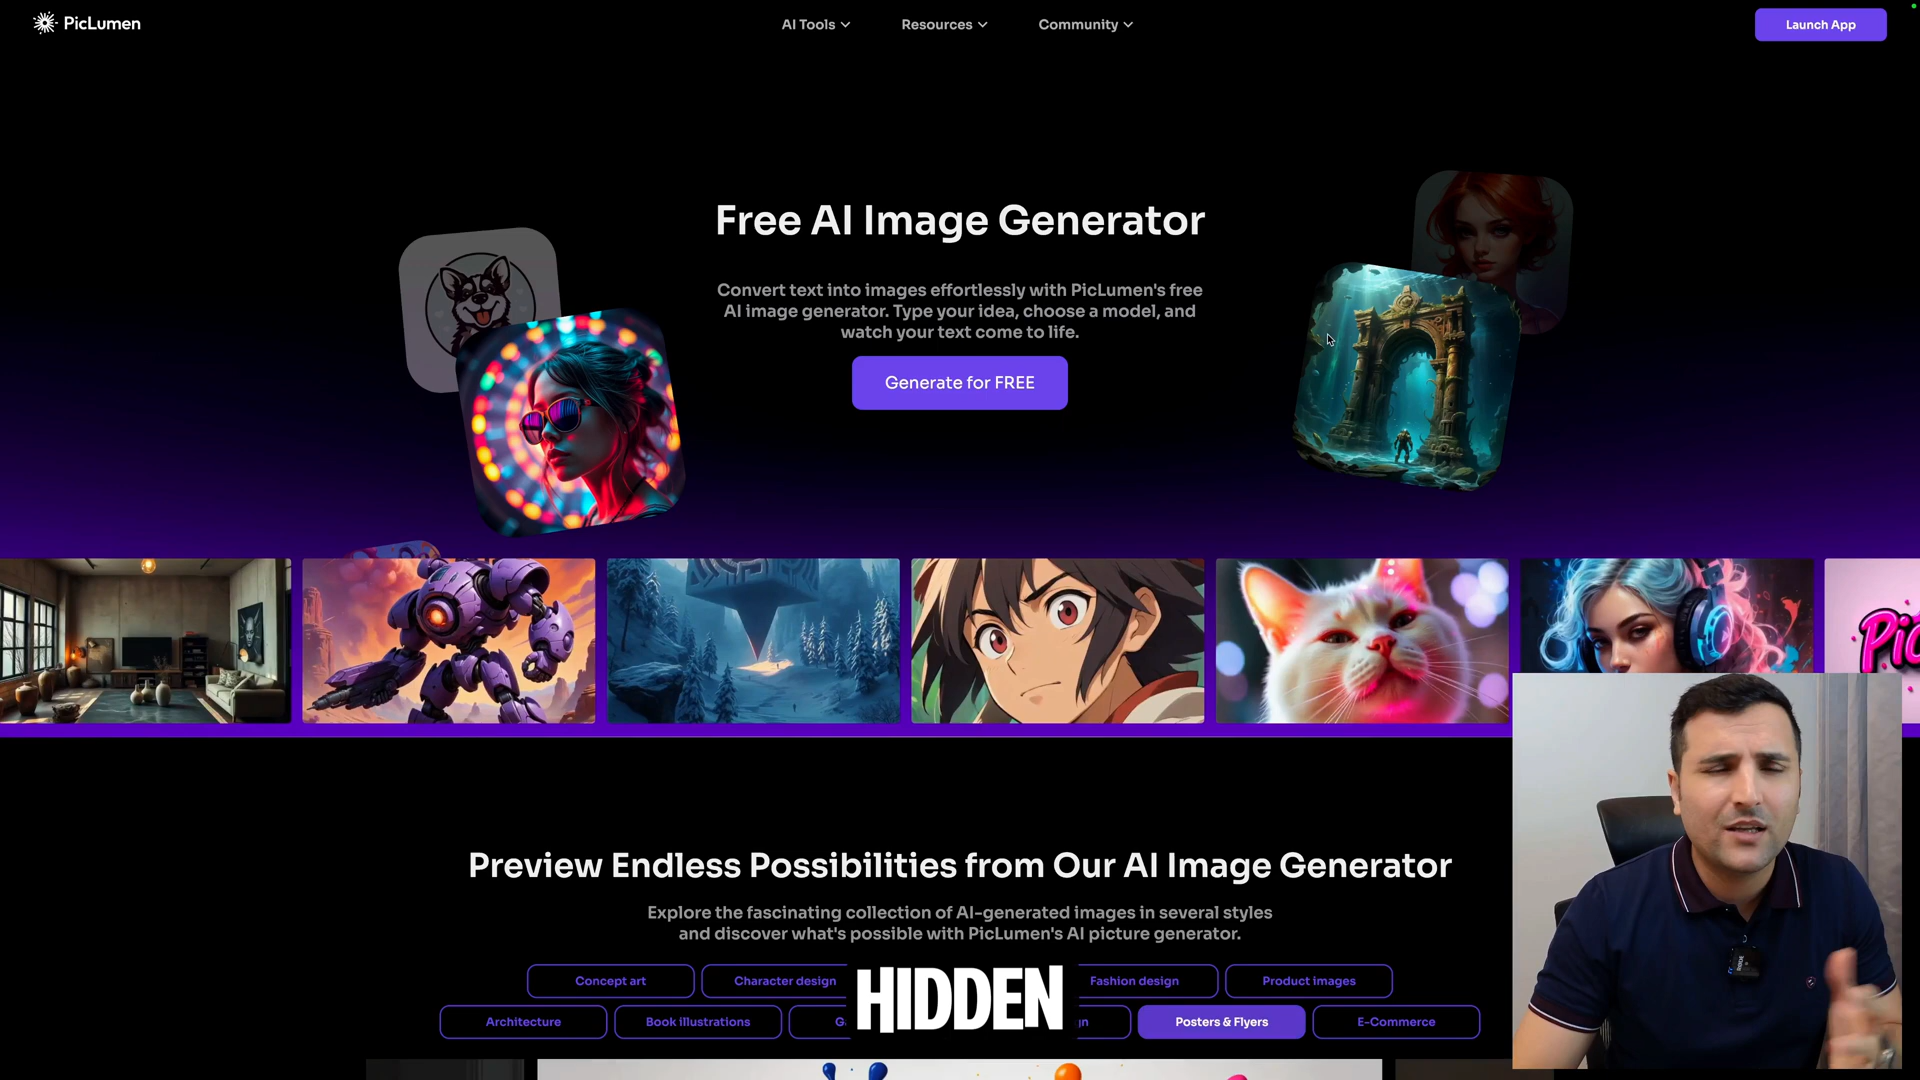 PicLumen
AI Tools
Resources
Community
Launch App
Free AI Image Generator
Convert text into images effortlessly with PicLumen's free
AI image generator. Type your idea, choose a model, and
watch your text come to life.
Generate for FREE
Pic
Preview Endless Possibilities from Our AI Image Generator
Explore the fascinating collection of AI-generated images in several styles
and discover what's possible with PicLumen's AI picture generator.
Concept art
Character design
Fashion design
Product images
HIDDEN
Architecture
Book illustrations
Posters & Flyers
E-Commerce